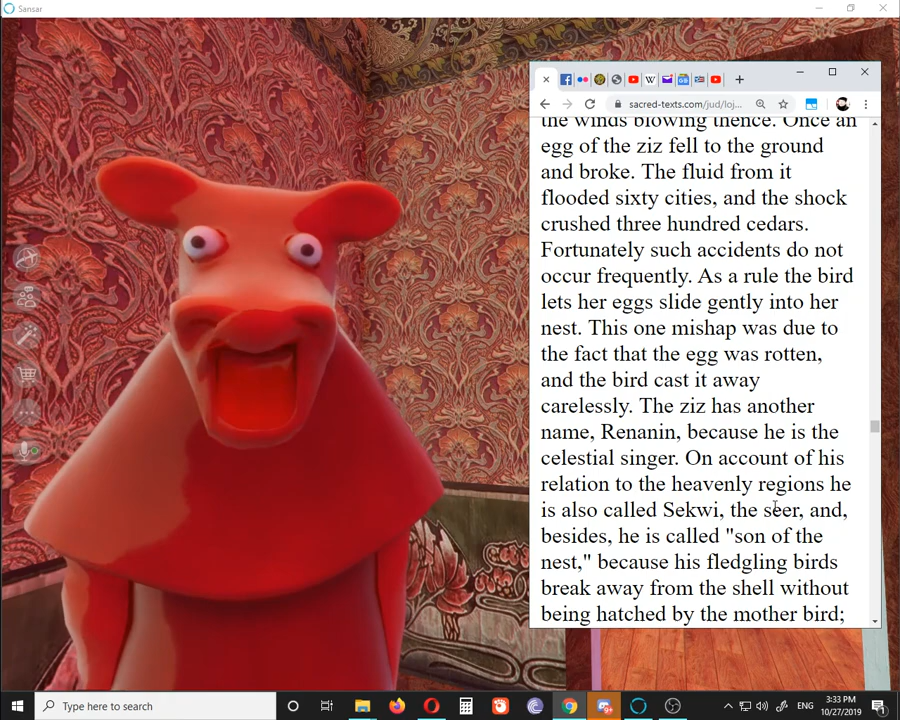 Sansar
sacred-texts.com/jud/loj...
the winds blowing thence. Once an
egg of the ziz fell to the ground
and broke. The fluid from it
flooded sixty cities, and the shock
crushed three hundred cedars.
Fortunately such accidents do not
occur frequently. As a rule the bird
lets her eggs slide gently into her
nest. This one mishap was due to
the fact that the egg was rotten,
and the bird cast it away
carelessly. The ziz has another
name, Renanin, because he is the
celestial singer. On account of his
relation to the heavenly regions he
is also called Sekwi, the seer, and,
besides, he is called "son of the
nest," because his fledgling birds
break away from the shell without
being hatched by the mother bird;
Type here to search
ENG
3:33 PM
10/27/2019